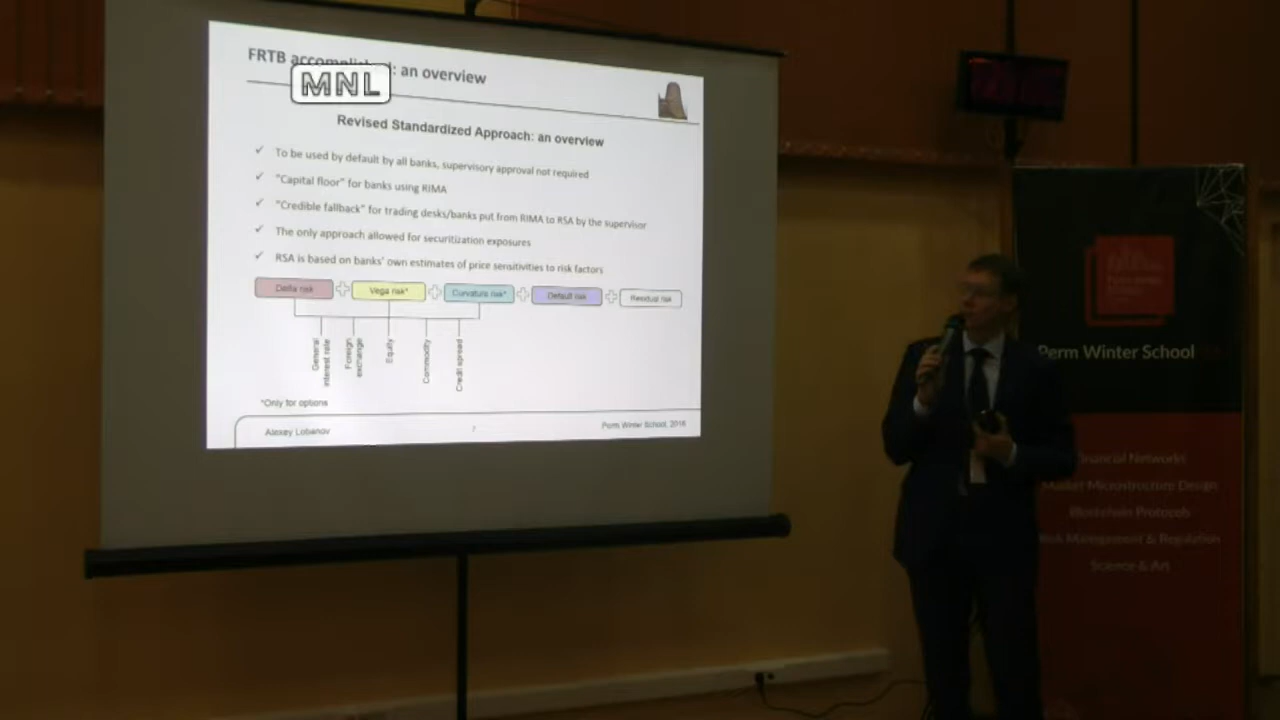 FRTB accomplished: an overview
MNL
Revised Standardized Approach: an overview
✓ To be used by default by all banks, supervisory approval not required
✓ "Capital floor" for banks using RIMA
✓ "Credible fallback" for trading desks/banks put from RIMA to RSA by the supervisor
✓ The only approach allowed for securitization exposures
✓ RSA is based on banks' own estimates of price sensitivities to risk factors
Delta risk
Vega risk*
Curvature risk*
Default risk
Residual risk
General interest rate
Foreign exchange
Equity
Commodity
Credit spread
*Only for options
Alexey Lobanov
7
Perm Winter School, 2016
Perm Winter School
Financial Networks
Market Microstructure Design
Blockchain Protocols
Risk Management & Regulation
Science & Art